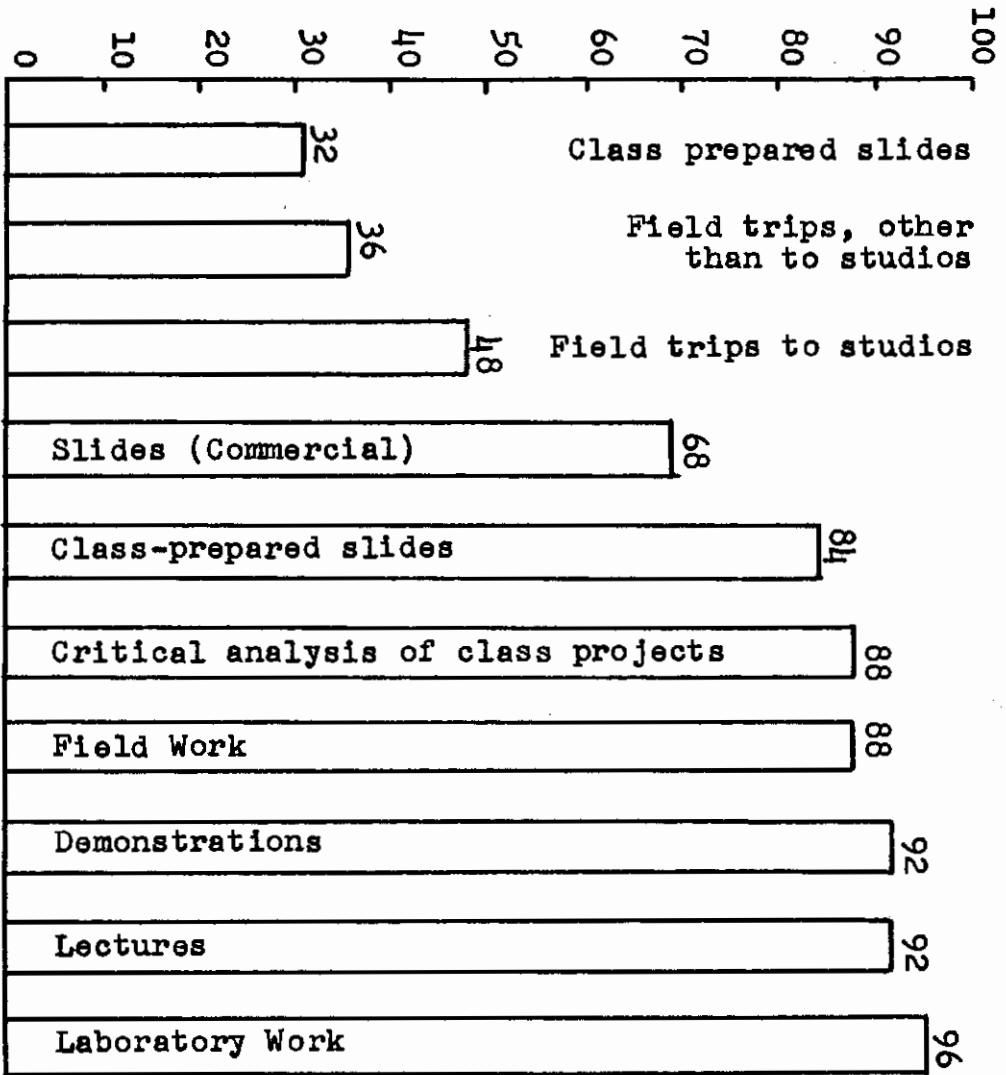 0
10
20
30
40
50
60
70
80
90
100
Class prepared slides
32
Field trips, other
than to studios
36
Field trips to studios
48
Slides (Commercial)
68
Class-prepared slides
84
Critical analysis of class projects
88
Field Work
88
Demonstrations
92
Lectures
92
Laboratory Work
96